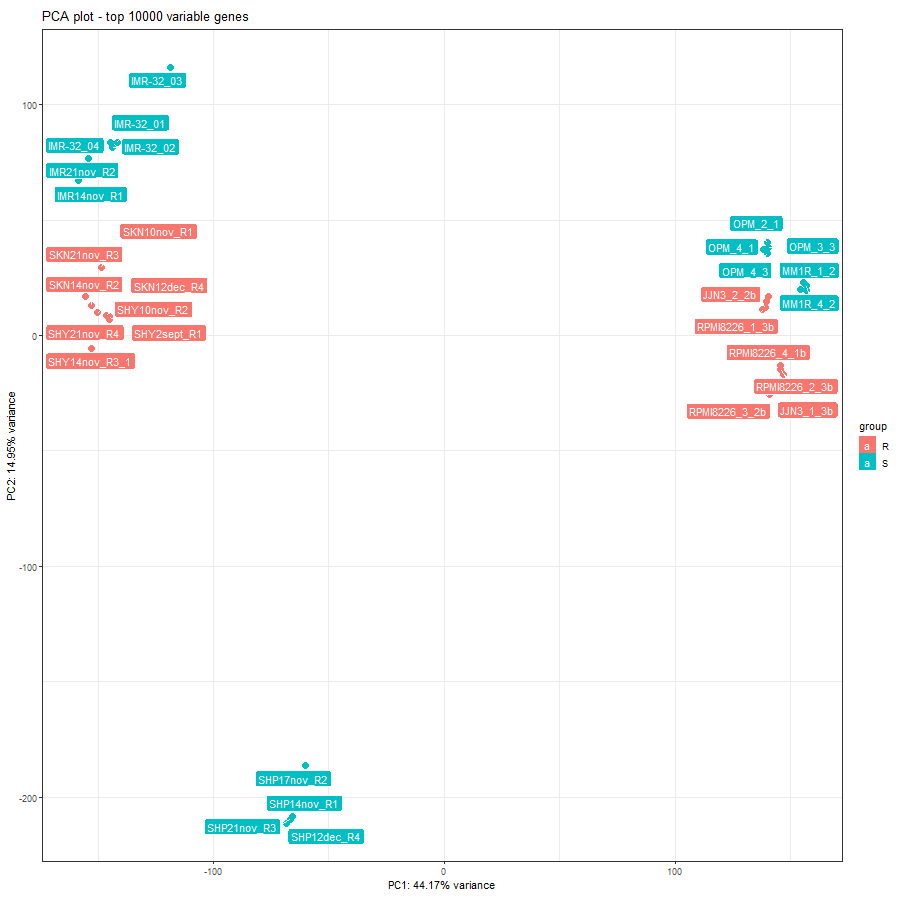 PCA plot - top 10000 variable genes
IMR-32_03
100
IMR-32_01
IMR-32_04
IMR-32_02
IMR21nov_R2
IMR14nov_R1
OPM_2_1
SKN10nov_R1
OPM_4_1
OPM_3_3
SKN21nov_R3
OPM_4_3
MM1R_1_2
SKN14nov_R2
SKN12dec_R4
JJN3_2_2b
MM1R_4_2
SHY10nov_R2
RPMI8226_1_3b
SHY21nov_R4
SHY2sept_R1
0
RPMI8226_4_1b
SHY14nov_R3_1
RPMI8226_2_3b
RPMI8226_3_2b
JJN3_1_3b
group
a R
a S
PC2: 14.95% variance
-100
SHP17nov_R2
-200
SHP14nov_R1
SHP21nov_R3
SHP12dec_R4
-100
0
100
PC1: 44.17% variance